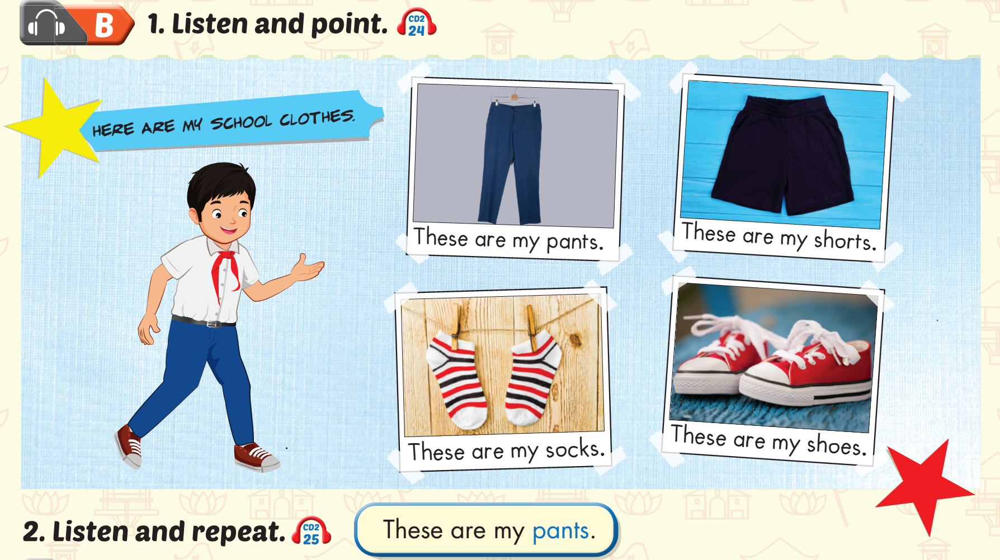 B
1. Listen and point.
CD2
24
HERE ARE MY SCHOOL CLOTHES.
These are my pants.
These are my shorts.
These are my socks.
These are my shoes.
2. Listen and repeat.
CD2
25
These are my pants.